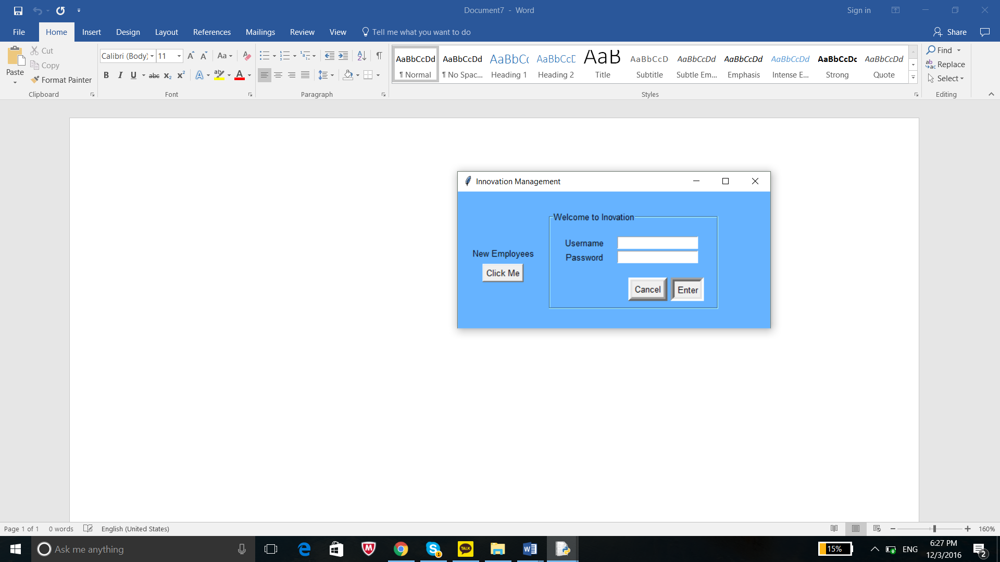 Document7 - Word
Sign in
File Home Insert Design Layout References Mailings Review View Tell me what you want to do
Share
Paste
Cut
Copy
Format Painter
Clipboard
Calibri (Body) 11
Aa
B I U abc X₂ X² A ab A
Font
Paragraph
AaBbCcDd AaBbCcDd AaBbCc AaBbCcD AaB AaBbCcD AaBbCcDd AaBbCcDd AaBbCcDd AaBbCcDc AaBbCcDd
¶ Normal ¶ No Spac... Heading 1 Heading 2 Title Subtitle Subtle Em... Emphasis Intense E... Strong Quote
Styles
Find
Replace
Select
Editing
Innovation Management
Welcome to Inovation
Username
Password
New Employees
Click Me
Cancel Enter
Page 1 of 1 0 words English (United States)
160%
Ask me anything
TALK
15%
ENG
6:27 PM
12/3/2016
2